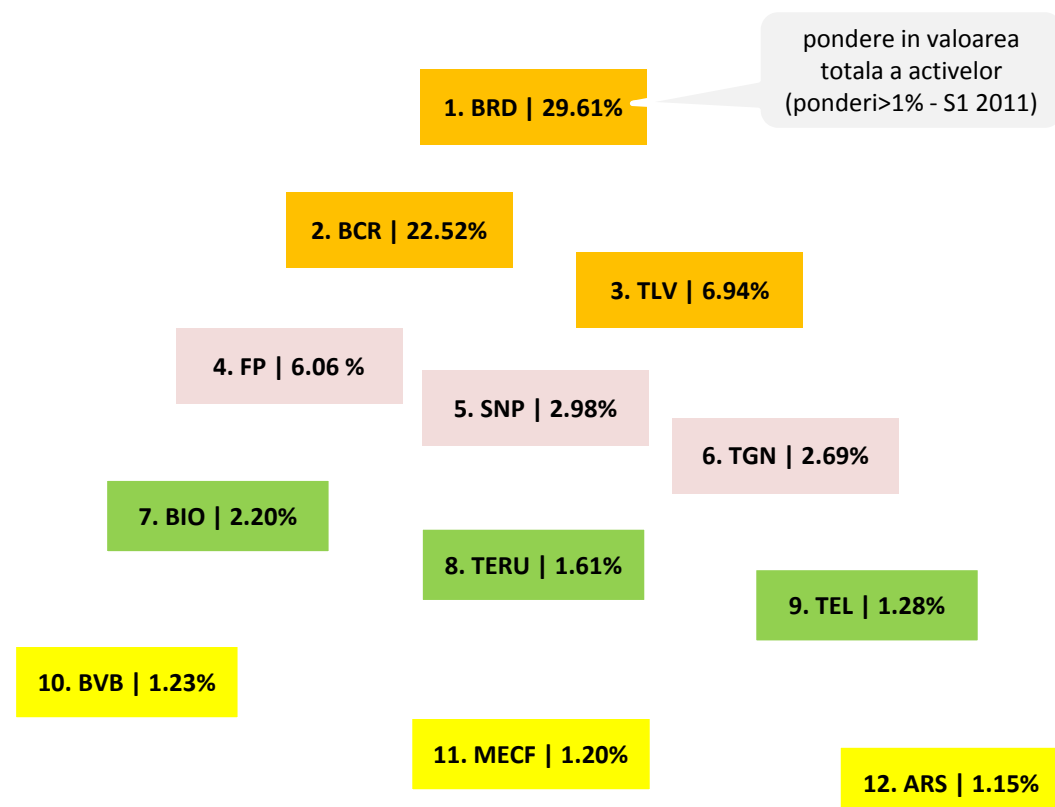 pondere in valoarea
totala a activelor
(ponderi>1% - S1 2011)
1. BRD | 29.61%
2. BCR | 22.52%
3. TLV | 6.94%
4. FP | 6.06 %
5. SNP | 2.98%
6. TGN | 2.69%
7. BIO | 2.20%
8. TERU | 1.61%
9. TEL | 1.28%
10. BVB | 1.23%
11. MECF | 1.20%
12. ARS | 1.15%